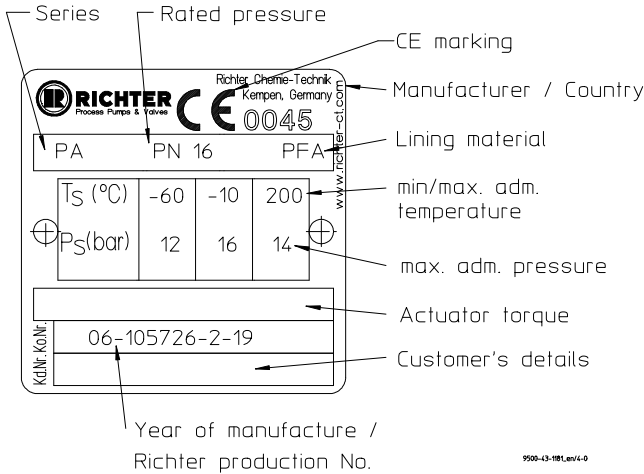 Series
Rated pressure
CE marking
Richter Chemie-Technik
Kempen, Germany
RICHTER
Process Pumps & Valves
CE
0045
www.richter-ct.com
Manufacturer / Country
PA PN 16 PFA
Lining material
Ts (°C) -60 -10 200
min/max. adm.
temperature
Ps(bar) 12 16 14
max. adm. pressure
Actuator torque
Kd.Nr. Ko.Nr.
06-105726-2-19
Customer's details
Year of manufacture /
Richter production No.
9500-43-1181_en/4-0